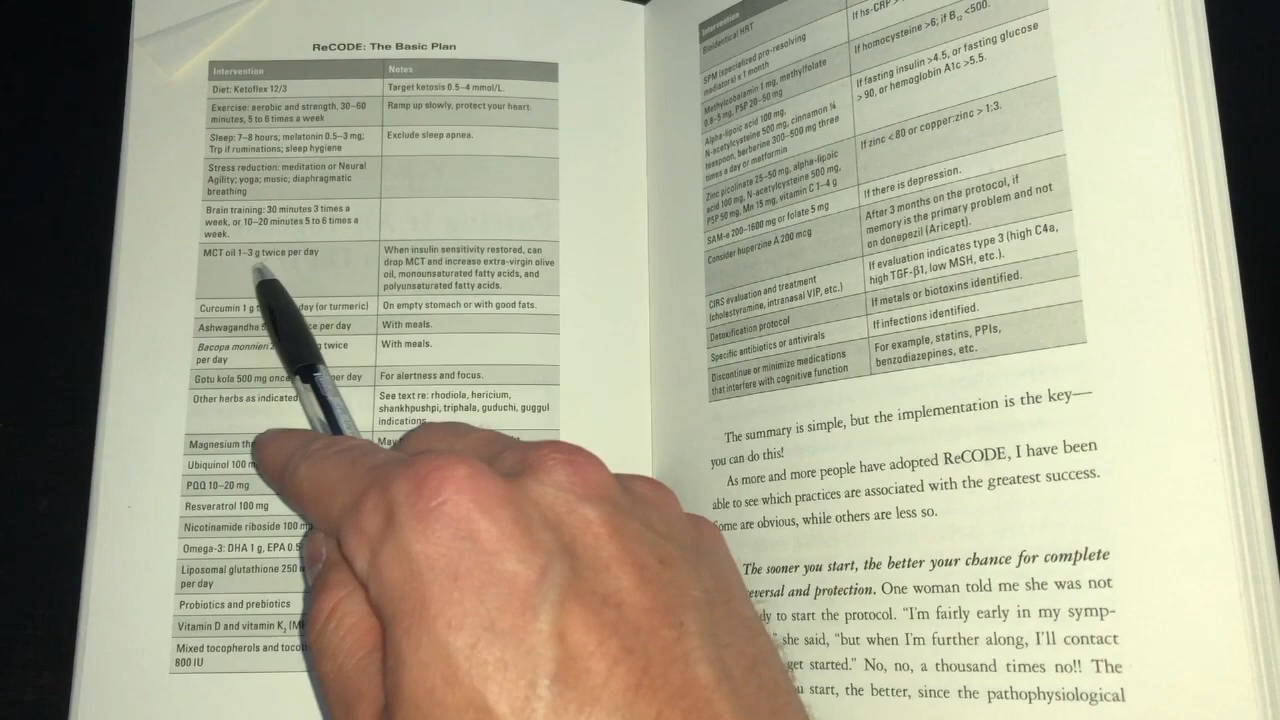 ReCODE: The Basic Plan
Intervention Notes
Diet: Ketoflex 12/3 Target ketosis 0.5–4 mmol/L.
Exercise: aerobic and strength, 30–60 Ramp up slowly, protect your heart.
minutes, 5 to 6 times a week
Sleep: 7–8 hours; melatonin 0.5–3 mg; Exclude sleep apnea.
Trp if ruminations; sleep hygiene
Stress reduction: meditation or Neural
Agility; yoga; music; diaphragmatic
breathing
Brain training: 30 minutes 3 times a
week, or 10–20 minutes 5 to 6 times a
week.
MCT oil 1–3 g twice per day When insulin sensitivity restored, can
drop MCT and increase extra-virgin olive
oil, monounsaturated fatty acids, and
polyunsaturated fatty acids.
Curcumin 1 g day (or turmeric) On empty stomach or with good fats.
Ashwagandha per day With meals.
Bacopa monnieri twice With meals.
per day
Gotu kola 500 mg once per day For alertness and focus.
Other herbs as indicated See text re: rhodiola, hericium,
shankhpushpi, triphala, guduchi, guggul
indications.
Magnesium
Ubiquinol 100
PQQ 10–20 mg
Resveratrol 100 mg
Nicotinamide riboside 100
Omega-3: DHA 1 g, EPA 0.5
Liposomal glutathione 250
per day
Probiotics and prebiotics
Vitamin D and vitamin K2
Mixed tocopherols and
800 IU
Intervention
Bioidentical HRT If hs-CRP
SPM (specialized pro-resolving
mediators) x 1 month
Methylcobalamin 1 mg, methylfolate If homocysteine >6; if B12 <500.
0.8–5 mg, P5P 20–50 mg
Alpha-lipoic acid 100 mg, If fasting insulin >4.5, or fasting glucose
N-acetylcysteine 500 mg, cinnamon ¼ > 90, or hemoglobin A1c >5.5.
teaspoon, berberine 300–500 mg three
times a day or metformin
Zinc picolinate 25–50 mg, alpha-lipoic If zinc <80 or copper:zinc > 1:3.
acid 100 mg, N-acetylcysteine 500 mg,
P5P 50 mg, Mn 15 mg, vitamin C 1–4 g
SAM-e 200–1600 mg or folate 5 mg If there is depression.
Consider huperzine A 200 mcg After 3 months on the protocol, if
memory is the primary problem and not
on donepezil (Aricept).
CIRS evaluation and treatment If evaluation indicates type 3 (high C4a,
(cholestyramine, intranasal VIP, etc.) high TGF-β1, low MSH, etc.).
Detoxification protocol If metals or biotoxins identified.
Specific antibiotics or antivirals If infections identified.
Discontinue or minimize medications For example, statins, PPIs,
that interfere with cognitive function benzodiazepines, etc.
The summary is simple, but the implementation is the key—
you can do this!
As more and more people have adopted ReCODE, I have been
able to see which practices are associated with the greatest success.
Some are obvious, while others are less so.
The sooner you start, the better your chance for complete
reversal and protection. One woman told me she was not
to start the protocol. “I'm fairly early in my symp-
she said, “but when I'm further along, I'll contact
get started.” No, no, a thousand times no!! The
start, the better, since the pathophysiological